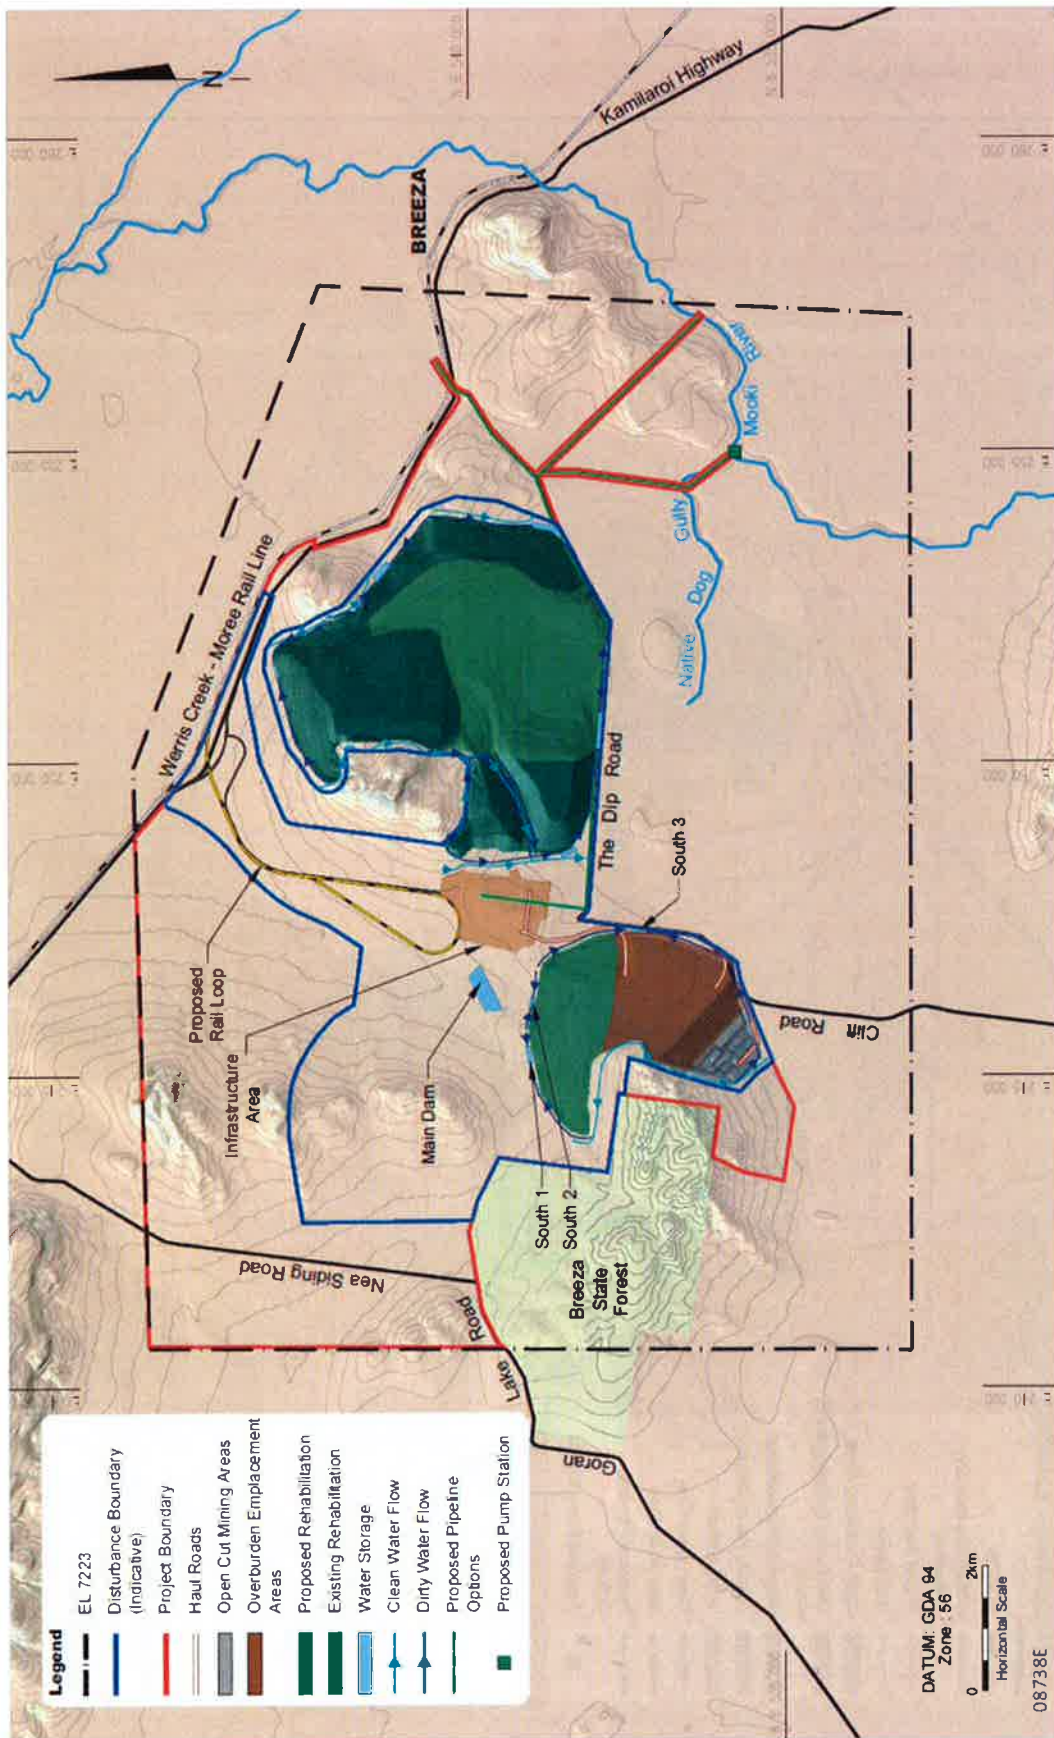 Legend
EL 7223
Disturbance Boundary
(Indicative)
Project Boundary
Haul Roads
Open Cut Mining Areas
Overburden Emplacement
Areas
Proposed Rehabilitation
Existing Rehabilitation
Water Storage
Clean Water Flow
Dirty Water Flow
Proposed Pipeline
Options
Proposed Pump Station
N
Kamilaroi Highway
BREEZA
Werris Creek - Moree Rail Line
Proposed
Rail Loop
Infrastructure
Area
Main Dam
Nea Siding Road
South 1
South 2
South 3
Breeza
State
Forest
Goran
Lake
Road
The Dip Road
Clift
Road
Native
Dog
Gully
Mooki
River
DATUM: GDA 94
Zone : 56
0
2km
Horizontal Scale
08738E